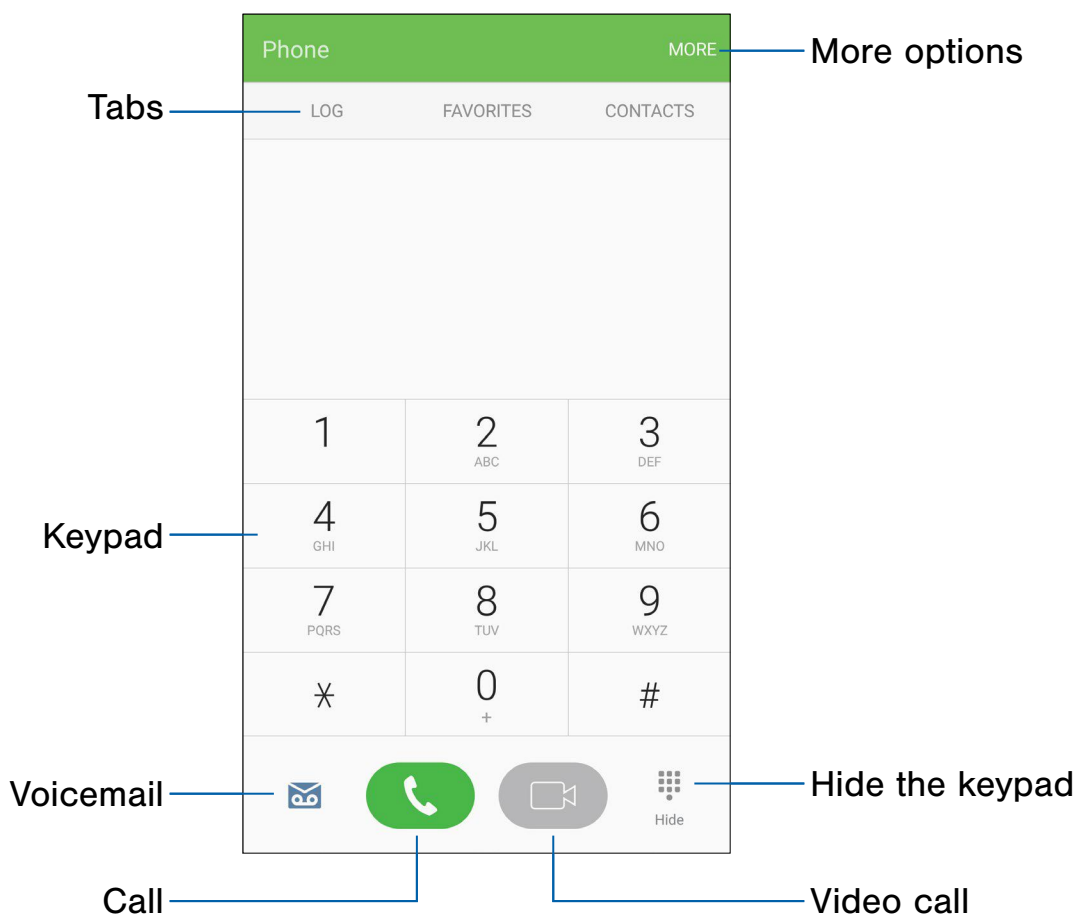 Phone
MORE
More options
Tabs
LOG
FAVORITES
CONTACTS
1
2
ABC
3
DEF
Keypad
4
GHI
5
JKL
6
MNO
7
PQRS
8
TUV
9
WXYZ
*
0
+
#
Voicemail
Hide
Hide the keypad
Call
Video call